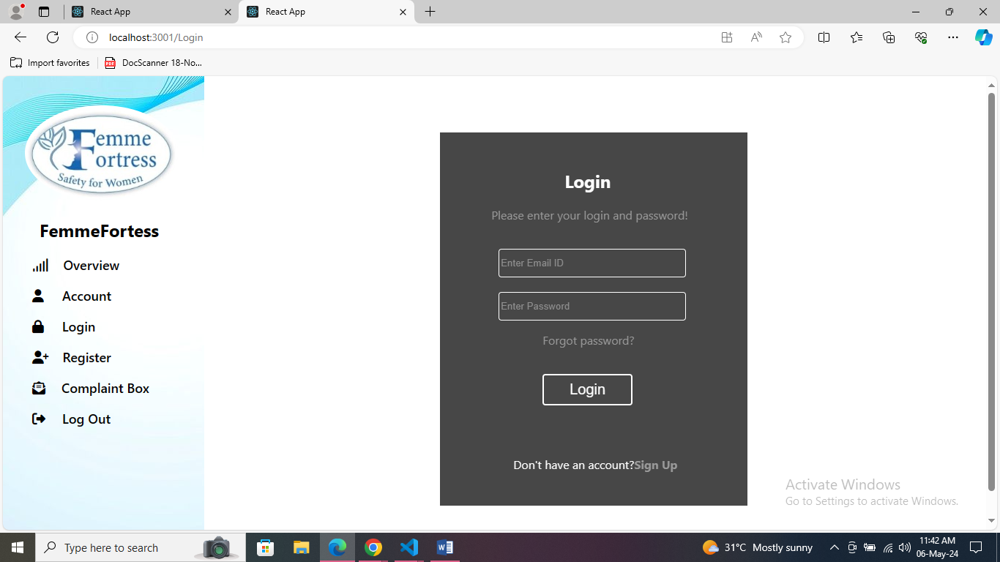 React App
React App
localhost:3001/Login
Import favorites
PDF
DocScanner 18-No...
Femme
Fortress
Safety for Women
FemmeFortess
Overview
Account
Login
Register
Complaint Box
Log Out
Login
Please enter your login and password!
Enter Email ID
Enter Password
Forgot password?
Login
Don't have an account?Sign Up
Activate Windows
Go to Settings to activate Windows.
Type here to search
31°C Mostly sunny
11:42 AM
06-May-24